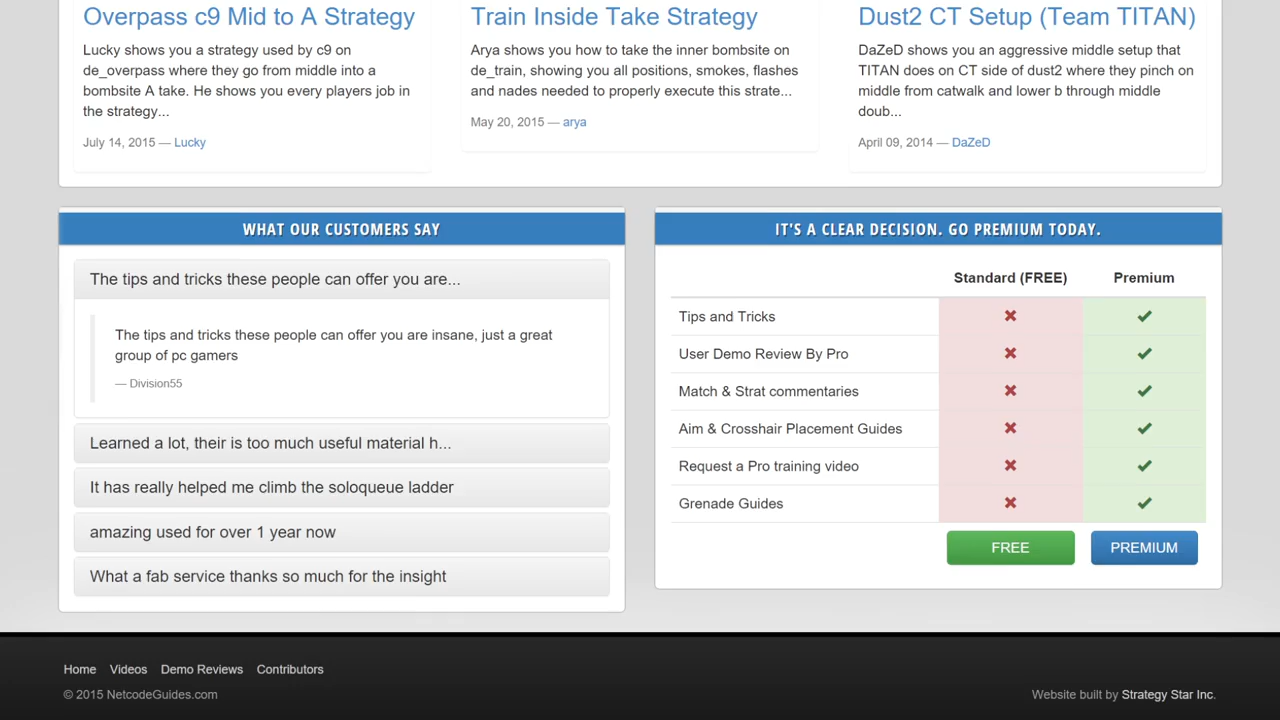 Overpass c9 Mid to A Strategy
Lucky shows you a strategy used by c9 on
de_overpass where they go from middle into a
bombsite A take. He shows you every players job in
the strategy...
July 14, 2015 — Lucky
Train Inside Take Strategy
Arya shows you how to take the inner bombsite on
de_train, showing you all positions, smokes, flashes
and nades needed to properly execute this strate...
May 20, 2015 — arya
Dust2 CT Setup (Team TITAN)
DaZeD shows you an aggressive middle setup that
TITAN does on CT side of dust2 where they pinch on
middle from catwalk and lower b through middle
doub...
April 09, 2014 — DaZeD
WHAT OUR CUSTOMERS SAY
The tips and tricks these people can offer you are...
The tips and tricks these people can offer you are insane, just a great
group of pc gamers
— Division55
Learned a lot, their is too much useful material h...
It has really helped me climb the soloqueue ladder
amazing used for over 1 year now
What a fab service thanks so much for the insight
IT'S A CLEAR DECISION. GO PREMIUM TODAY.
Standard (FREE) Premium
Tips and Tricks
User Demo Review By Pro
Match & Strat commentaries
Aim & Crosshair Placement Guides
Request a Pro training video
Grenade Guides
FREE PREMIUM
Home Videos Demo Reviews Contributors
© 2015 NetcodeGuides.com
Website built by Strategy Star Inc.